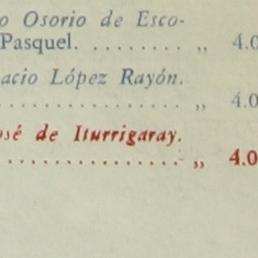 o Osorio de Esco-
Pasquel. . . . . . . . . „ 4.0
acio López Rayón.
. . . . . . . . . . . . . . . „ 4.0
osé de Iturrigaray.
. . . . . . . . . . . . . . . „ 4.0